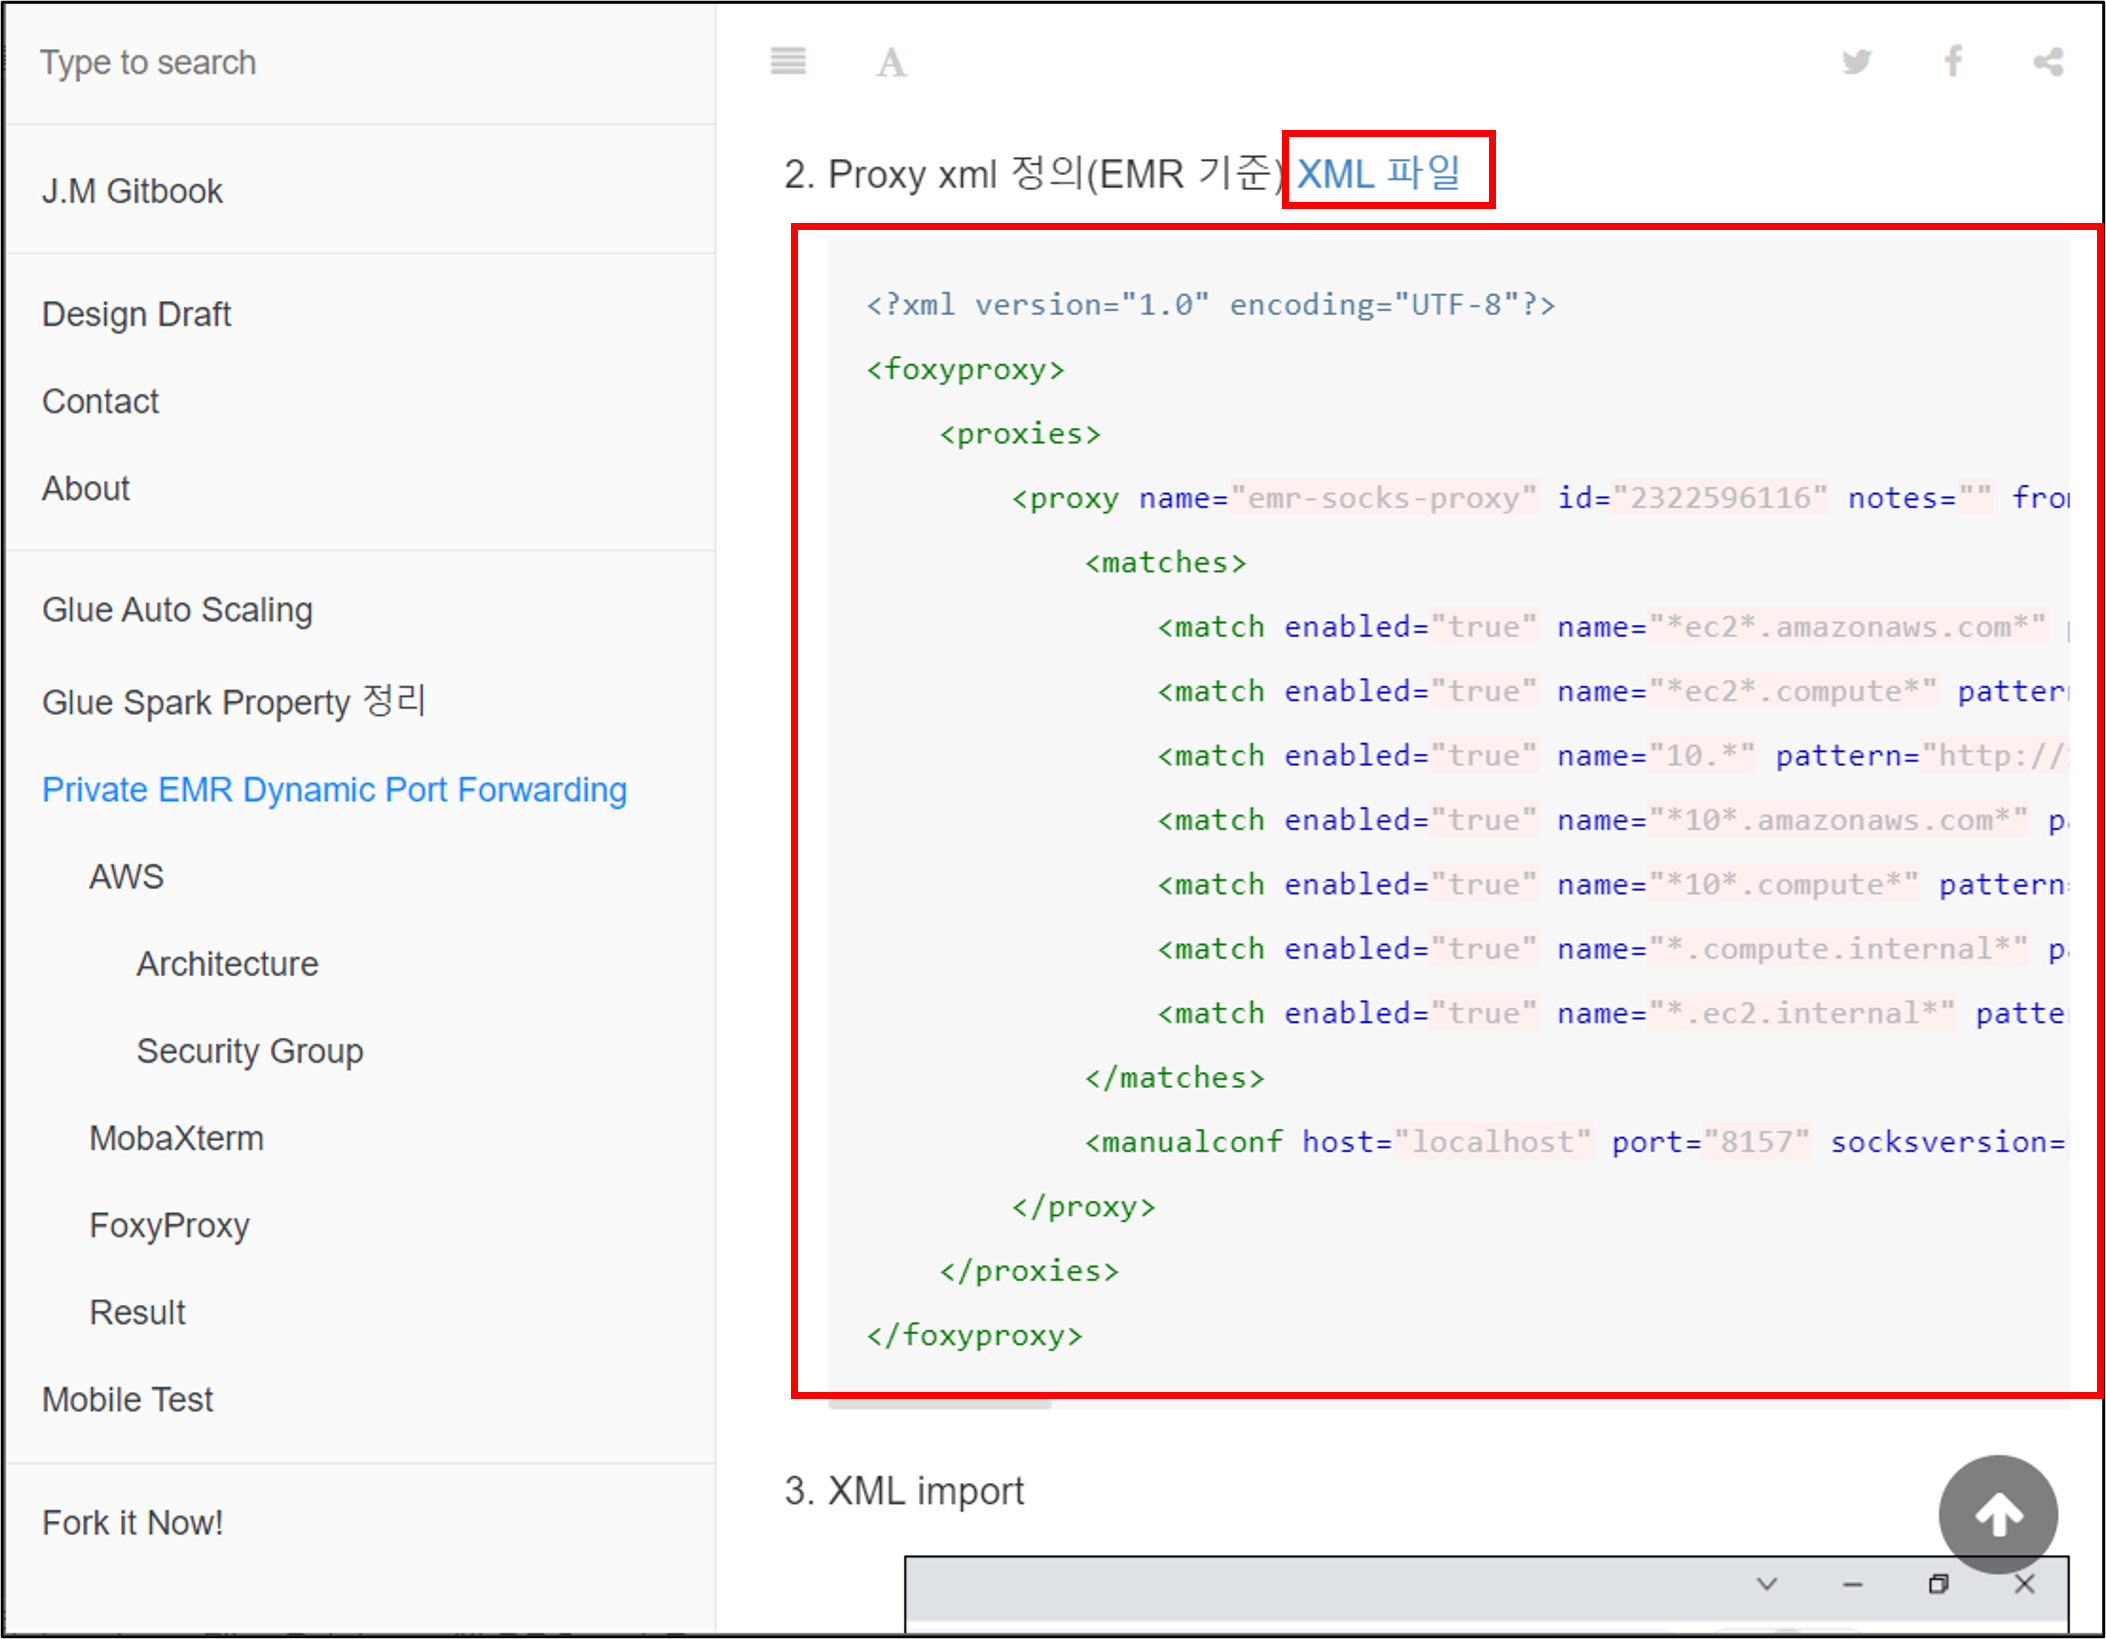 Type to search
J.M Gitbook
Design Draft
Contact
About
Glue Auto Scaling
Glue Spark Property 정리
Private EMR Dynamic Port Forwarding
AWS
Architecture
Security Group
MobaXterm
FoxyProxy
Result
Mobile Test
Fork it Now!
A
2. Proxy xml 정의(EMR 기준) XML 파일
<?xml version="1.0" encoding="UTF-8"?>
<foxyproxy>
<proxies>
<proxy name="emr-socks-proxy" id="2322596116" notes=""
<matches>
<match enabled="true" name="*ec2*.amazonaws.com*"
<match enabled="true" name="*ec2*.compute*" pattern
<match enabled="true" name="10.*" pattern="http://
<match enabled="true" name="*10*.amazonaws.com*"
<match enabled="true" name="*10*.compute*" pattern=
<match enabled="true" name="*.compute.internal*"
<match enabled="true" name="*.ec2.internal*" patte
</matches>
<manualconf host="localhost" port="8157" socksversion=
</proxy>
</proxies>
</foxyproxy>
3. XML import